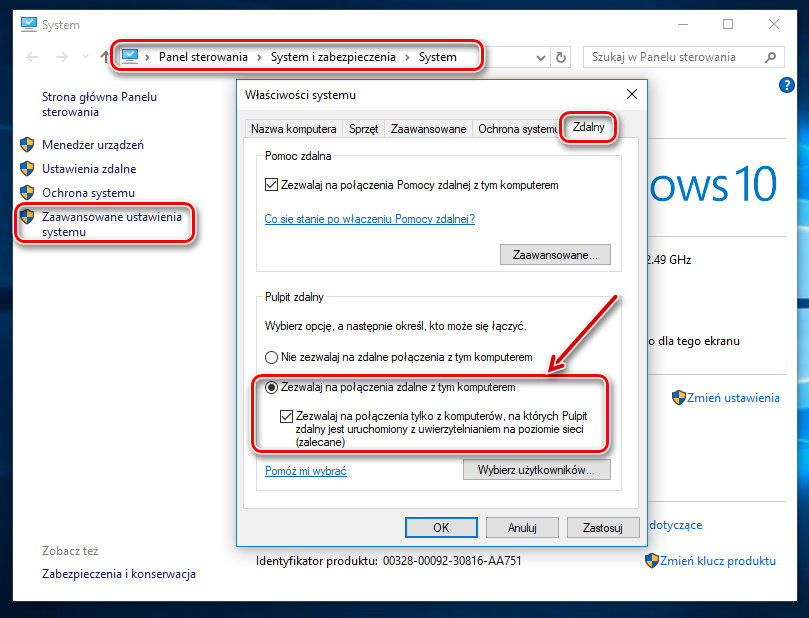 System
Panel sterowania > System i zabezpieczenia > System
Szukaj w Panelu sterowania
Strona główna Panelu
sterowania
Menedżer urządzeń
Ustawienia zdalne
Ochrona systemu
Zaawansowane ustawienia
systemu
Zobacz też
Zabezpieczenia i konserwacja
Właściwości systemu
Nazwa komputera
Sprzęt
Zaawansowane
Ochrona systemu
Zdalny
Pomoc zdalna
Zezwalaj na połączenia Pomocy zdalnej z tym komputerem
Co się stanie po włączeniu Pomocy zdalnej?
Zaawansowane...
Pulpit zdalny
Wybierz opcję, a następnie określ, kto może się łączyć.
Nie zezwalaj na zdalne połączenia z tym komputerem
Zezwalaj na połączenia zdalne z tym komputerem
Zezwalaj na połączenia tylko z komputerów, na których Pulpit
zdalny jest uruchomiony z uwierzytelnianiem na poziomie sieci
(zalecane)
Pomóż mi wybrać
Wybierz użytkowników...
OK
Anuluj
Zastosuj
?
ows 10
2.49 GHz
o dla tego ekranu
Zmień ustawienia
dotyczące
Identyfikator produktu: 00328-00092-30816-AA751
Zmień klucz produktu